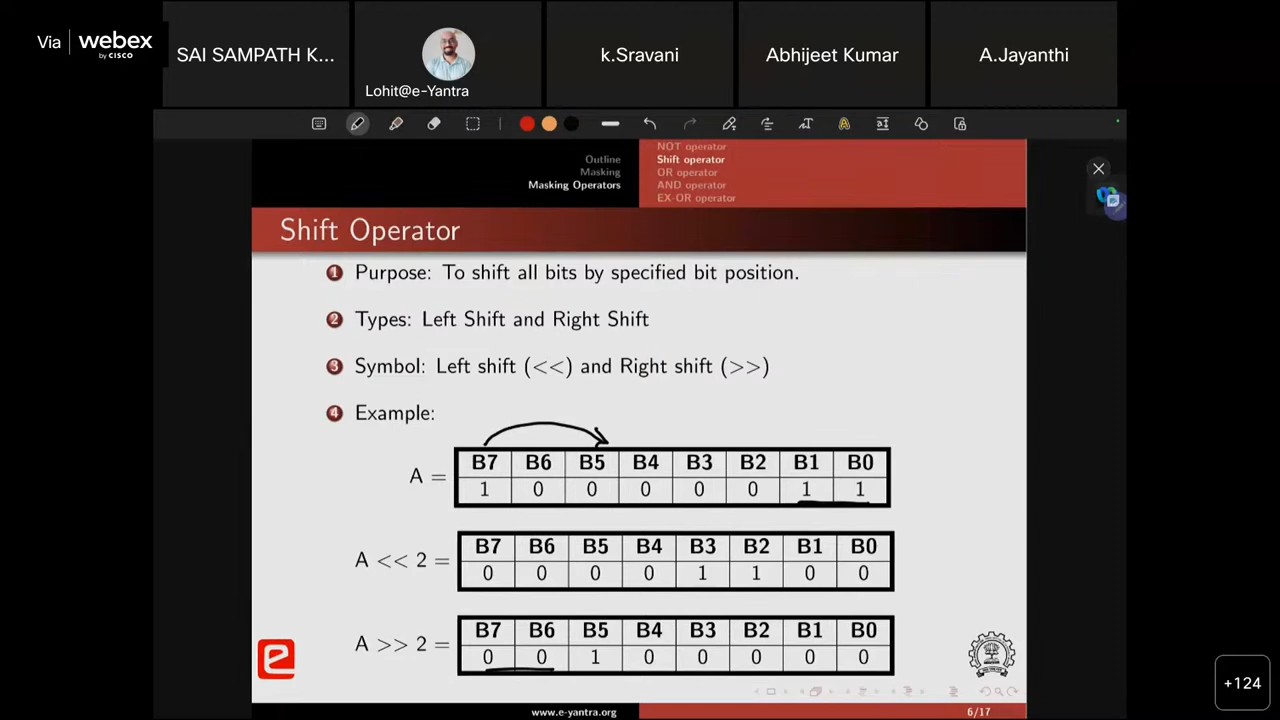 Via webex
by CISCO
SAI SAMPATH K...
Lohit@e-Yantra
k.Sravani
Abhijeet Kumar
A.Jayanthi
Outline
Masking
Masking Operators
NOT operator
Shift operator
OR operator
AND operator
EX-OR operator
Shift Operator
1 Purpose: To shift all bits by specified bit position.
2 Types: Left Shift and Right Shift
3 Symbol: Left shift (<<) and Right shift (>>)
4 Example:
B7 B6 B5 B4 B3 B2 B1 B0
A = 1 0 0 0 0 0 1 1
B7 B6 B5 B4 B3 B2 B1 B0
A << 2 = 0 0 0 0 1 1 0 0
B7 B6 B5 B4 B3 B2 B1 B0
A >> 2 = 0 0 1 0 0 0 0 0
www.e-yantra.org
6/17
+124